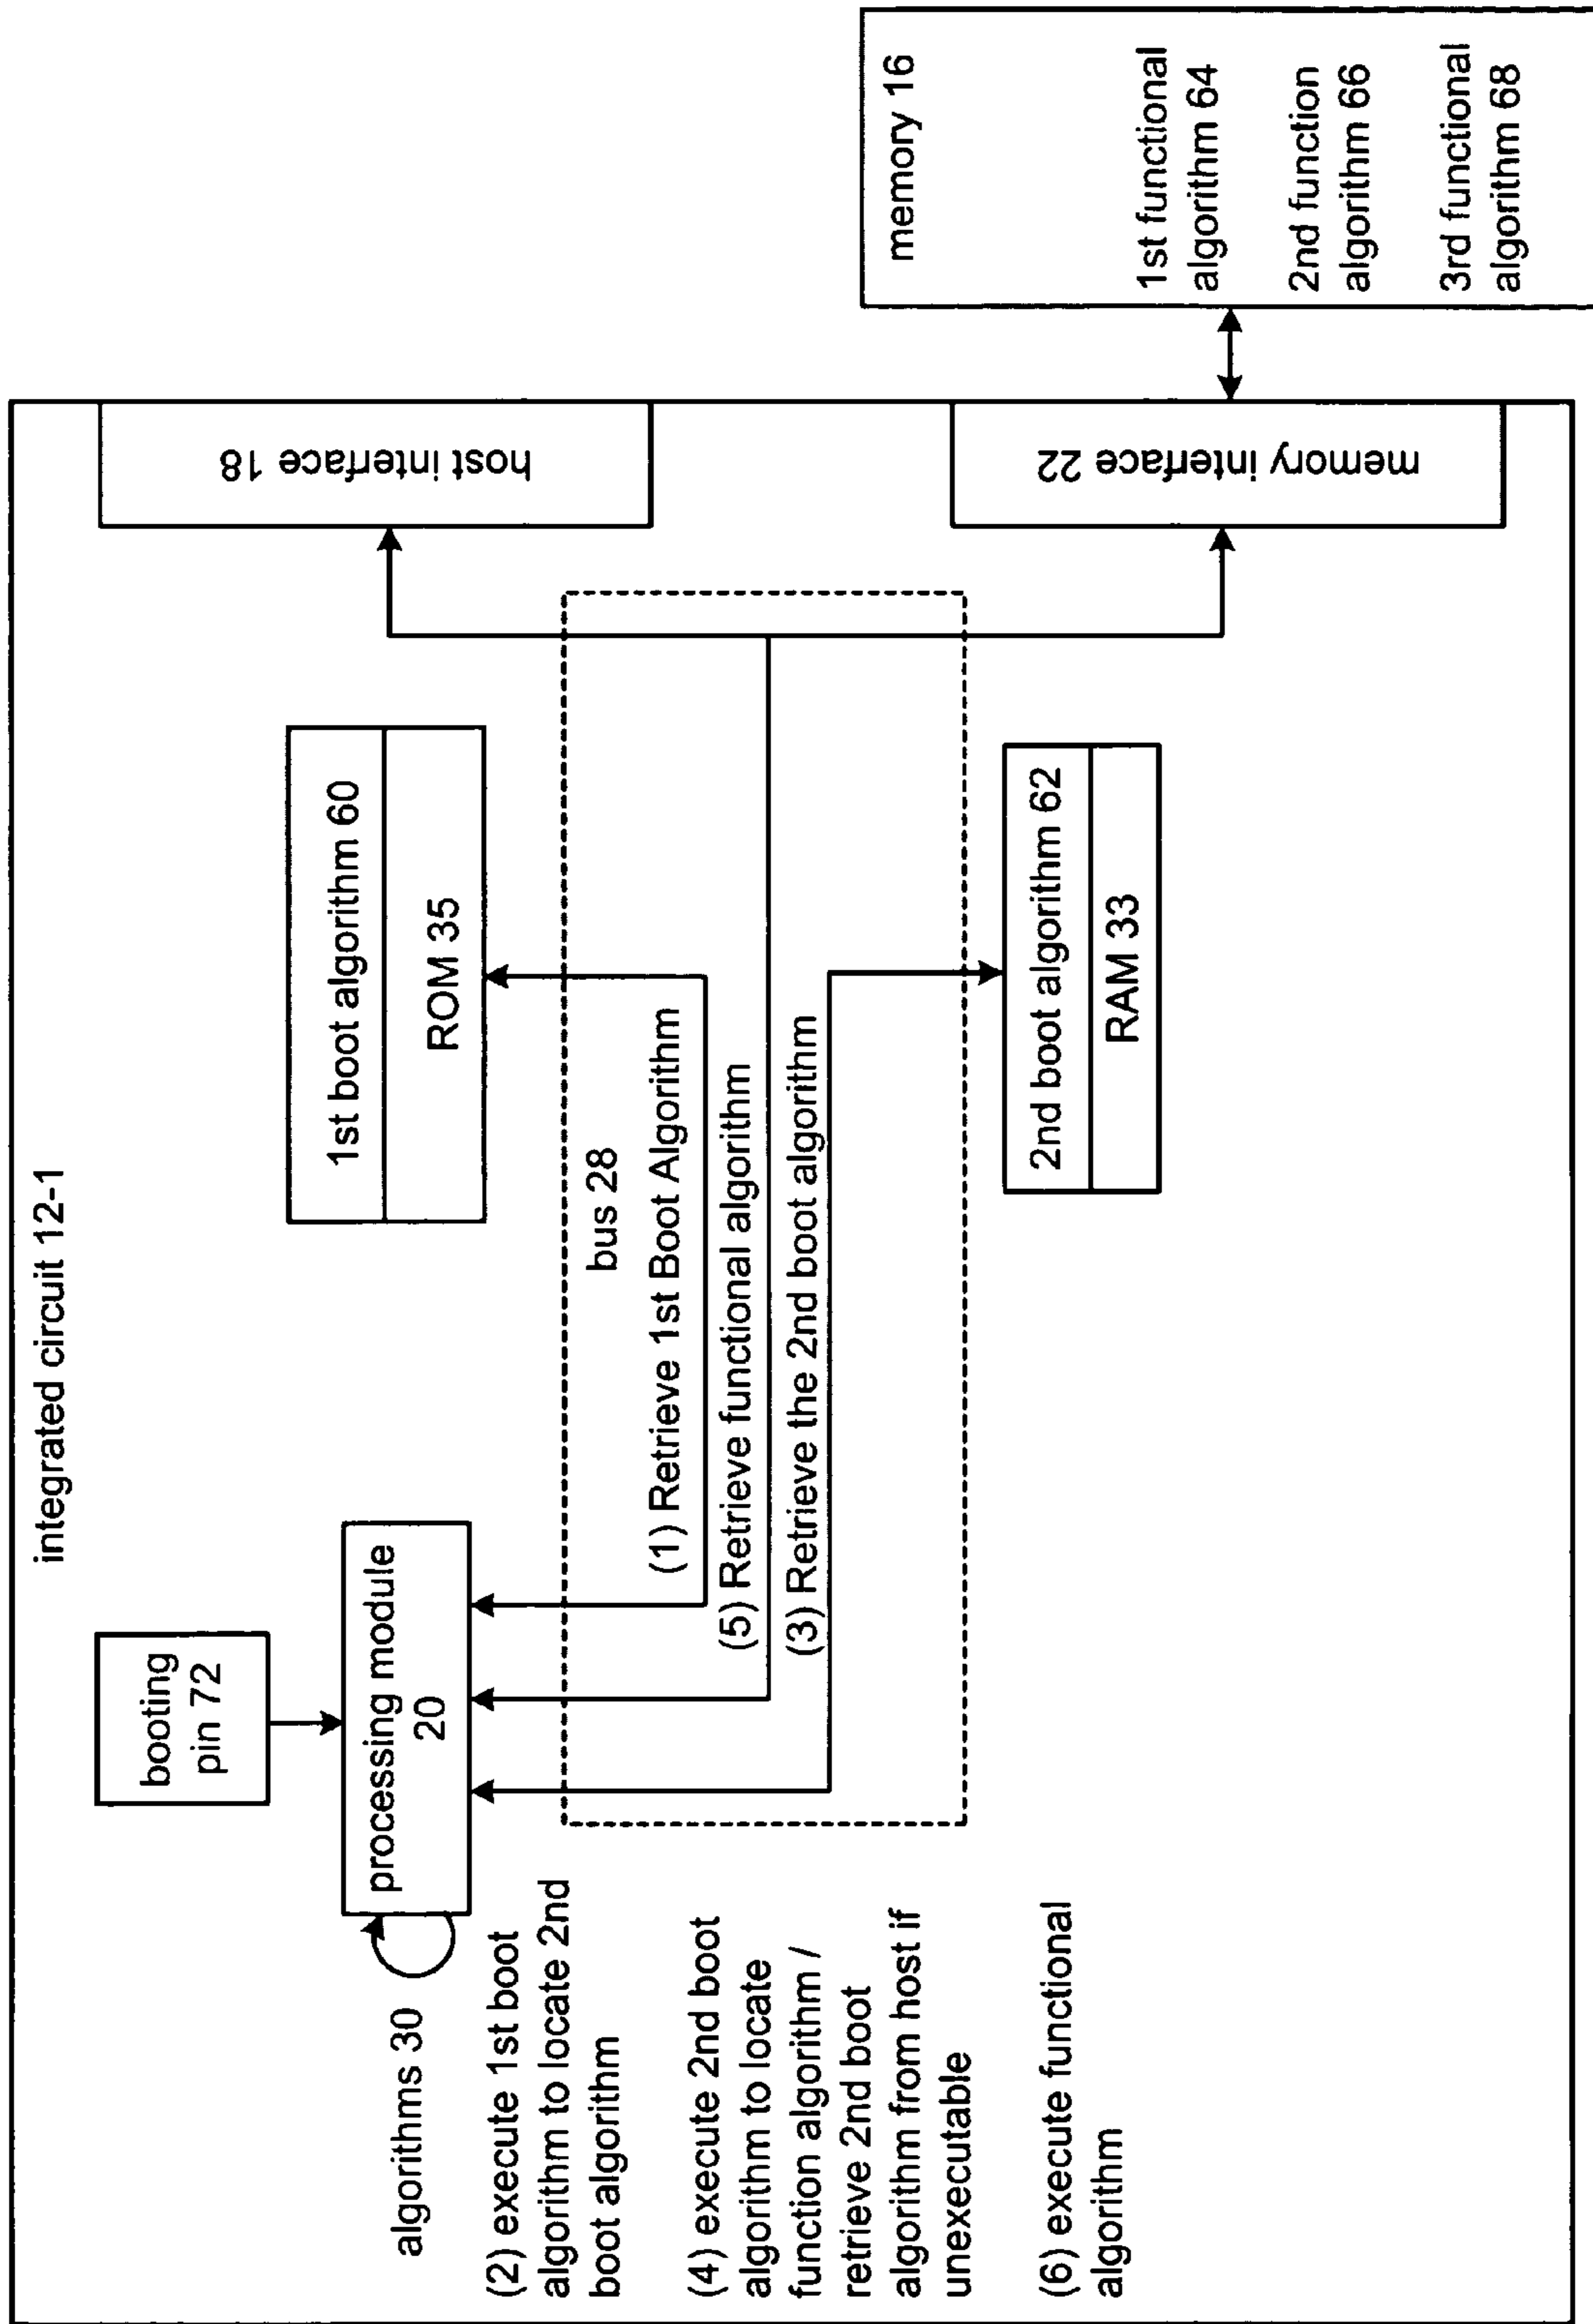 integrated circuit 12-1
booting
pin 72
processing module
20
algorithms 30
(2) execute 1st boot
algorithm to locate 2nd
boot algorithm
(4) execute 2nd boot
algorithm to locate
function algorithm /
retrieve 2nd boot
algorithm from host if
unexecutable
(6) execute functional
algorithm
1st boot algorithm 60
ROM 35
bus 28
(1) Retrieve 1st Boot Algorithm
(5) Retrieve functional algorithm
(3) Retrieve the 2nd boot algorithm
2nd boot algorithm 62
RAM 33
host interface 18
memory interface 22
memory 16
1st functional
algorithm 64
2nd function
algorithm 66
3rd functional
algorithm 68